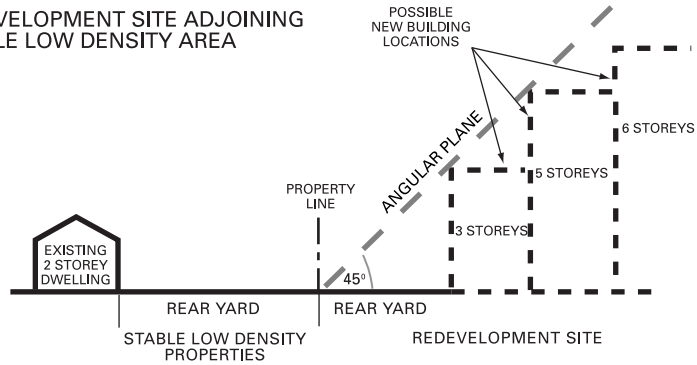 VELOPMENT SITE ADJOINING
LE LOW DENSITY AREA
POSSIBLE
NEW BUILDING
LOCATIONS
ANGULAR PLANE
6 STOREYS
5 STOREYS
3 STOREYS
PROPERTY
LINE
EXISTING
2 STOREY
DWELLING
45º
REAR YARD
REAR YARD
STABLE LOW DENSITY
PROPERTIES
REDEVELOPMENT SITE